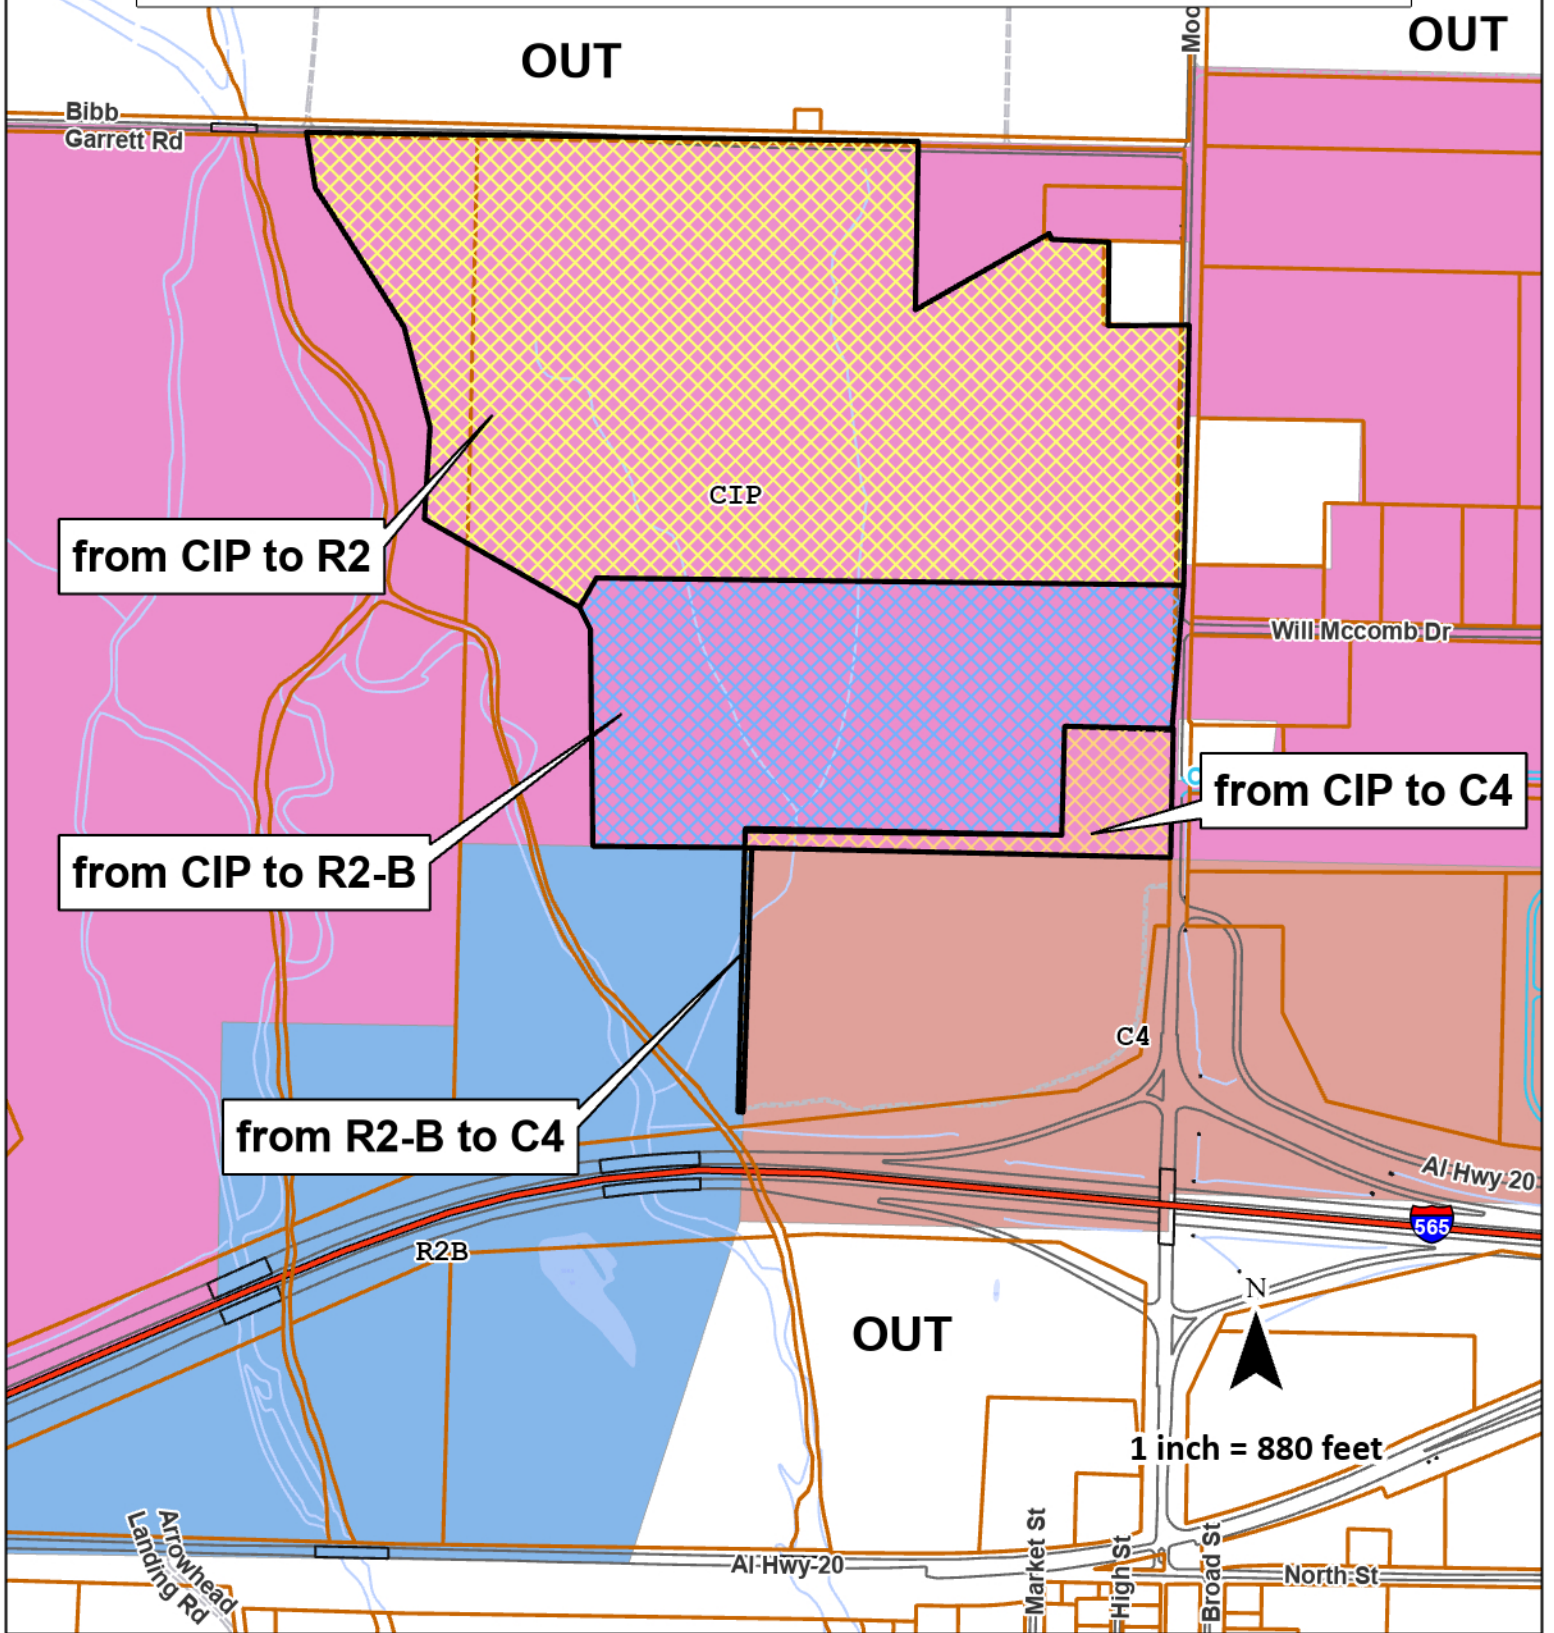 OUT
OUT
Moo
Bibb
Garrett Rd
CIP
from CIP to R2
Will Mccomb Dr
from CIP to C4
from CIP to R2-B
C4
from R2-B to C4
Al Hwy 20
565
R2B
N
OUT
1 inch = 880 feet
Arrowhead
Landing Rd
Al Hwy 20
Market St
High St
Broad St
North St